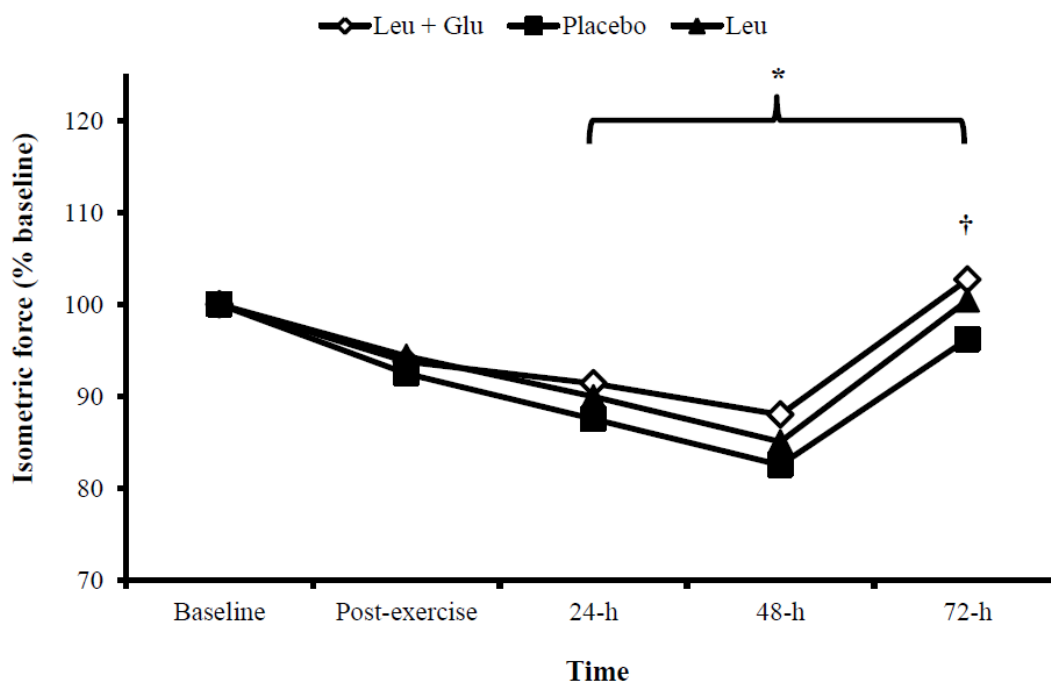 Leu + Glu Placebo Leu
*
120
110
†
100
90
80
70
Isometric force (% baseline)
Baseline Post-exercise 24-h 48-h 72-h
Time